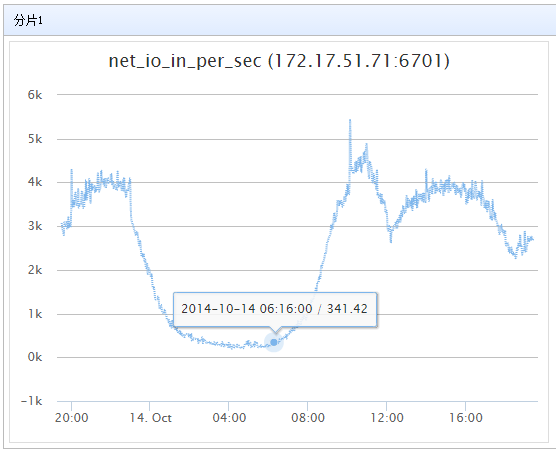 分片1
net_io_in_per_sec (172.17.51.71:6701)
6k
5k
4k
3k
2k
1k
0k
-1k
2014-10-14 06:16:00 / 341.42
20:00 14. Oct 04:00 08:00 12:00 16:00